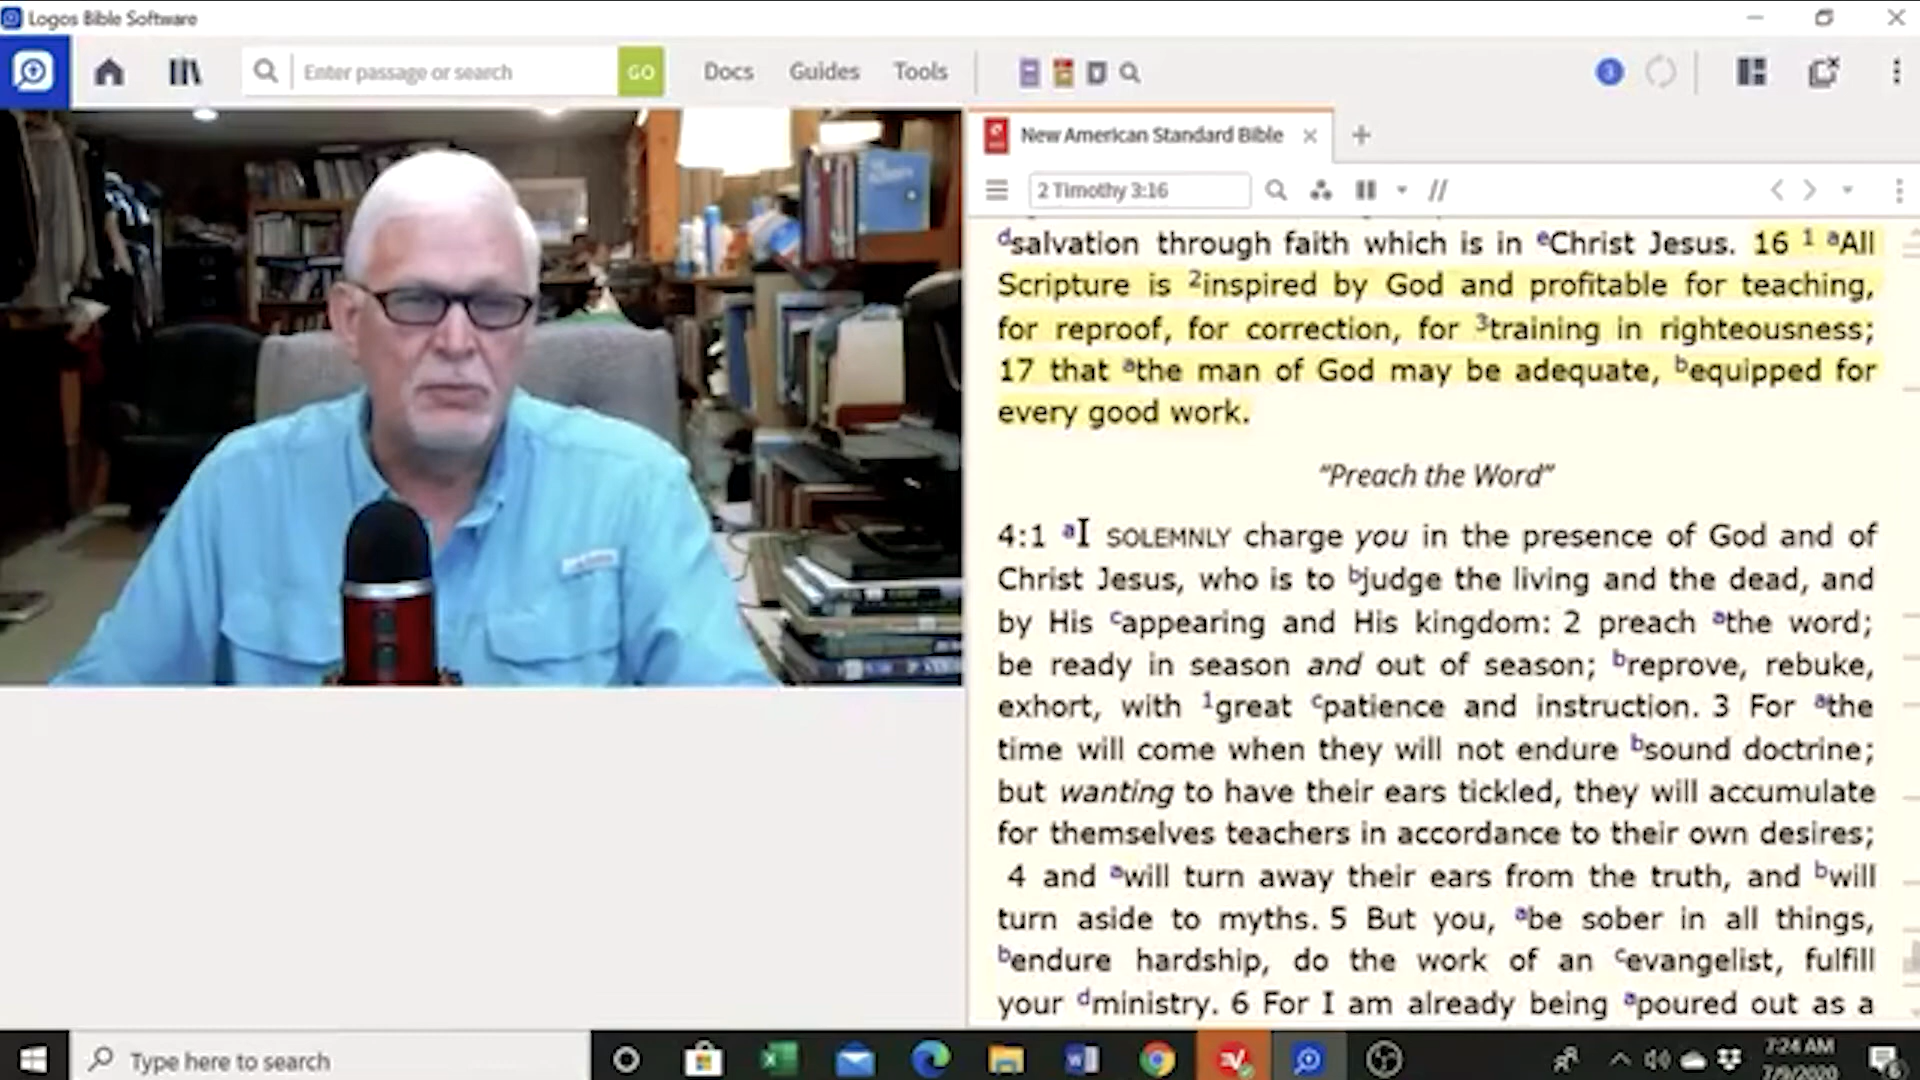 Logos Bible Software
Enter passage or search
GO
Docs
Guides
Tools
3
New American Standard Bible
2 Timothy 3:16
dsalvation through faith which is in eChrist Jesus. 16 1 aAll
Scripture is 2inspired by God and profitable for teaching,
for reproof, for correction, for 3training in righteousness;
17 that athe man of God may be adequate, bequipped for
every good work.
“Preach the Word”
4:1 aI SOLEMNLY charge you in the presence of God and of
Christ Jesus, who is to bjudge the living and the dead, and
by His cappearing and His kingdom: 2 preach athe word;
be ready in season and out of season; breprove, rebuke,
exhort, with 1great cpatience and instruction. 3 For athe
time will come when they will not endure bsound doctrine;
but wanting to have their ears tickled, they will accumulate
for themselves teachers in accordance to their own desires;
4 and awill turn away their ears from the truth, and bwill
turn aside to myths. 5 But you, abe sober in all things,
bendure hardship, do the work of an cevangelist, fulfill
your dministry. 6 For I am already being apoured out as a
Type here to search
7:24 AM
7/9/2020